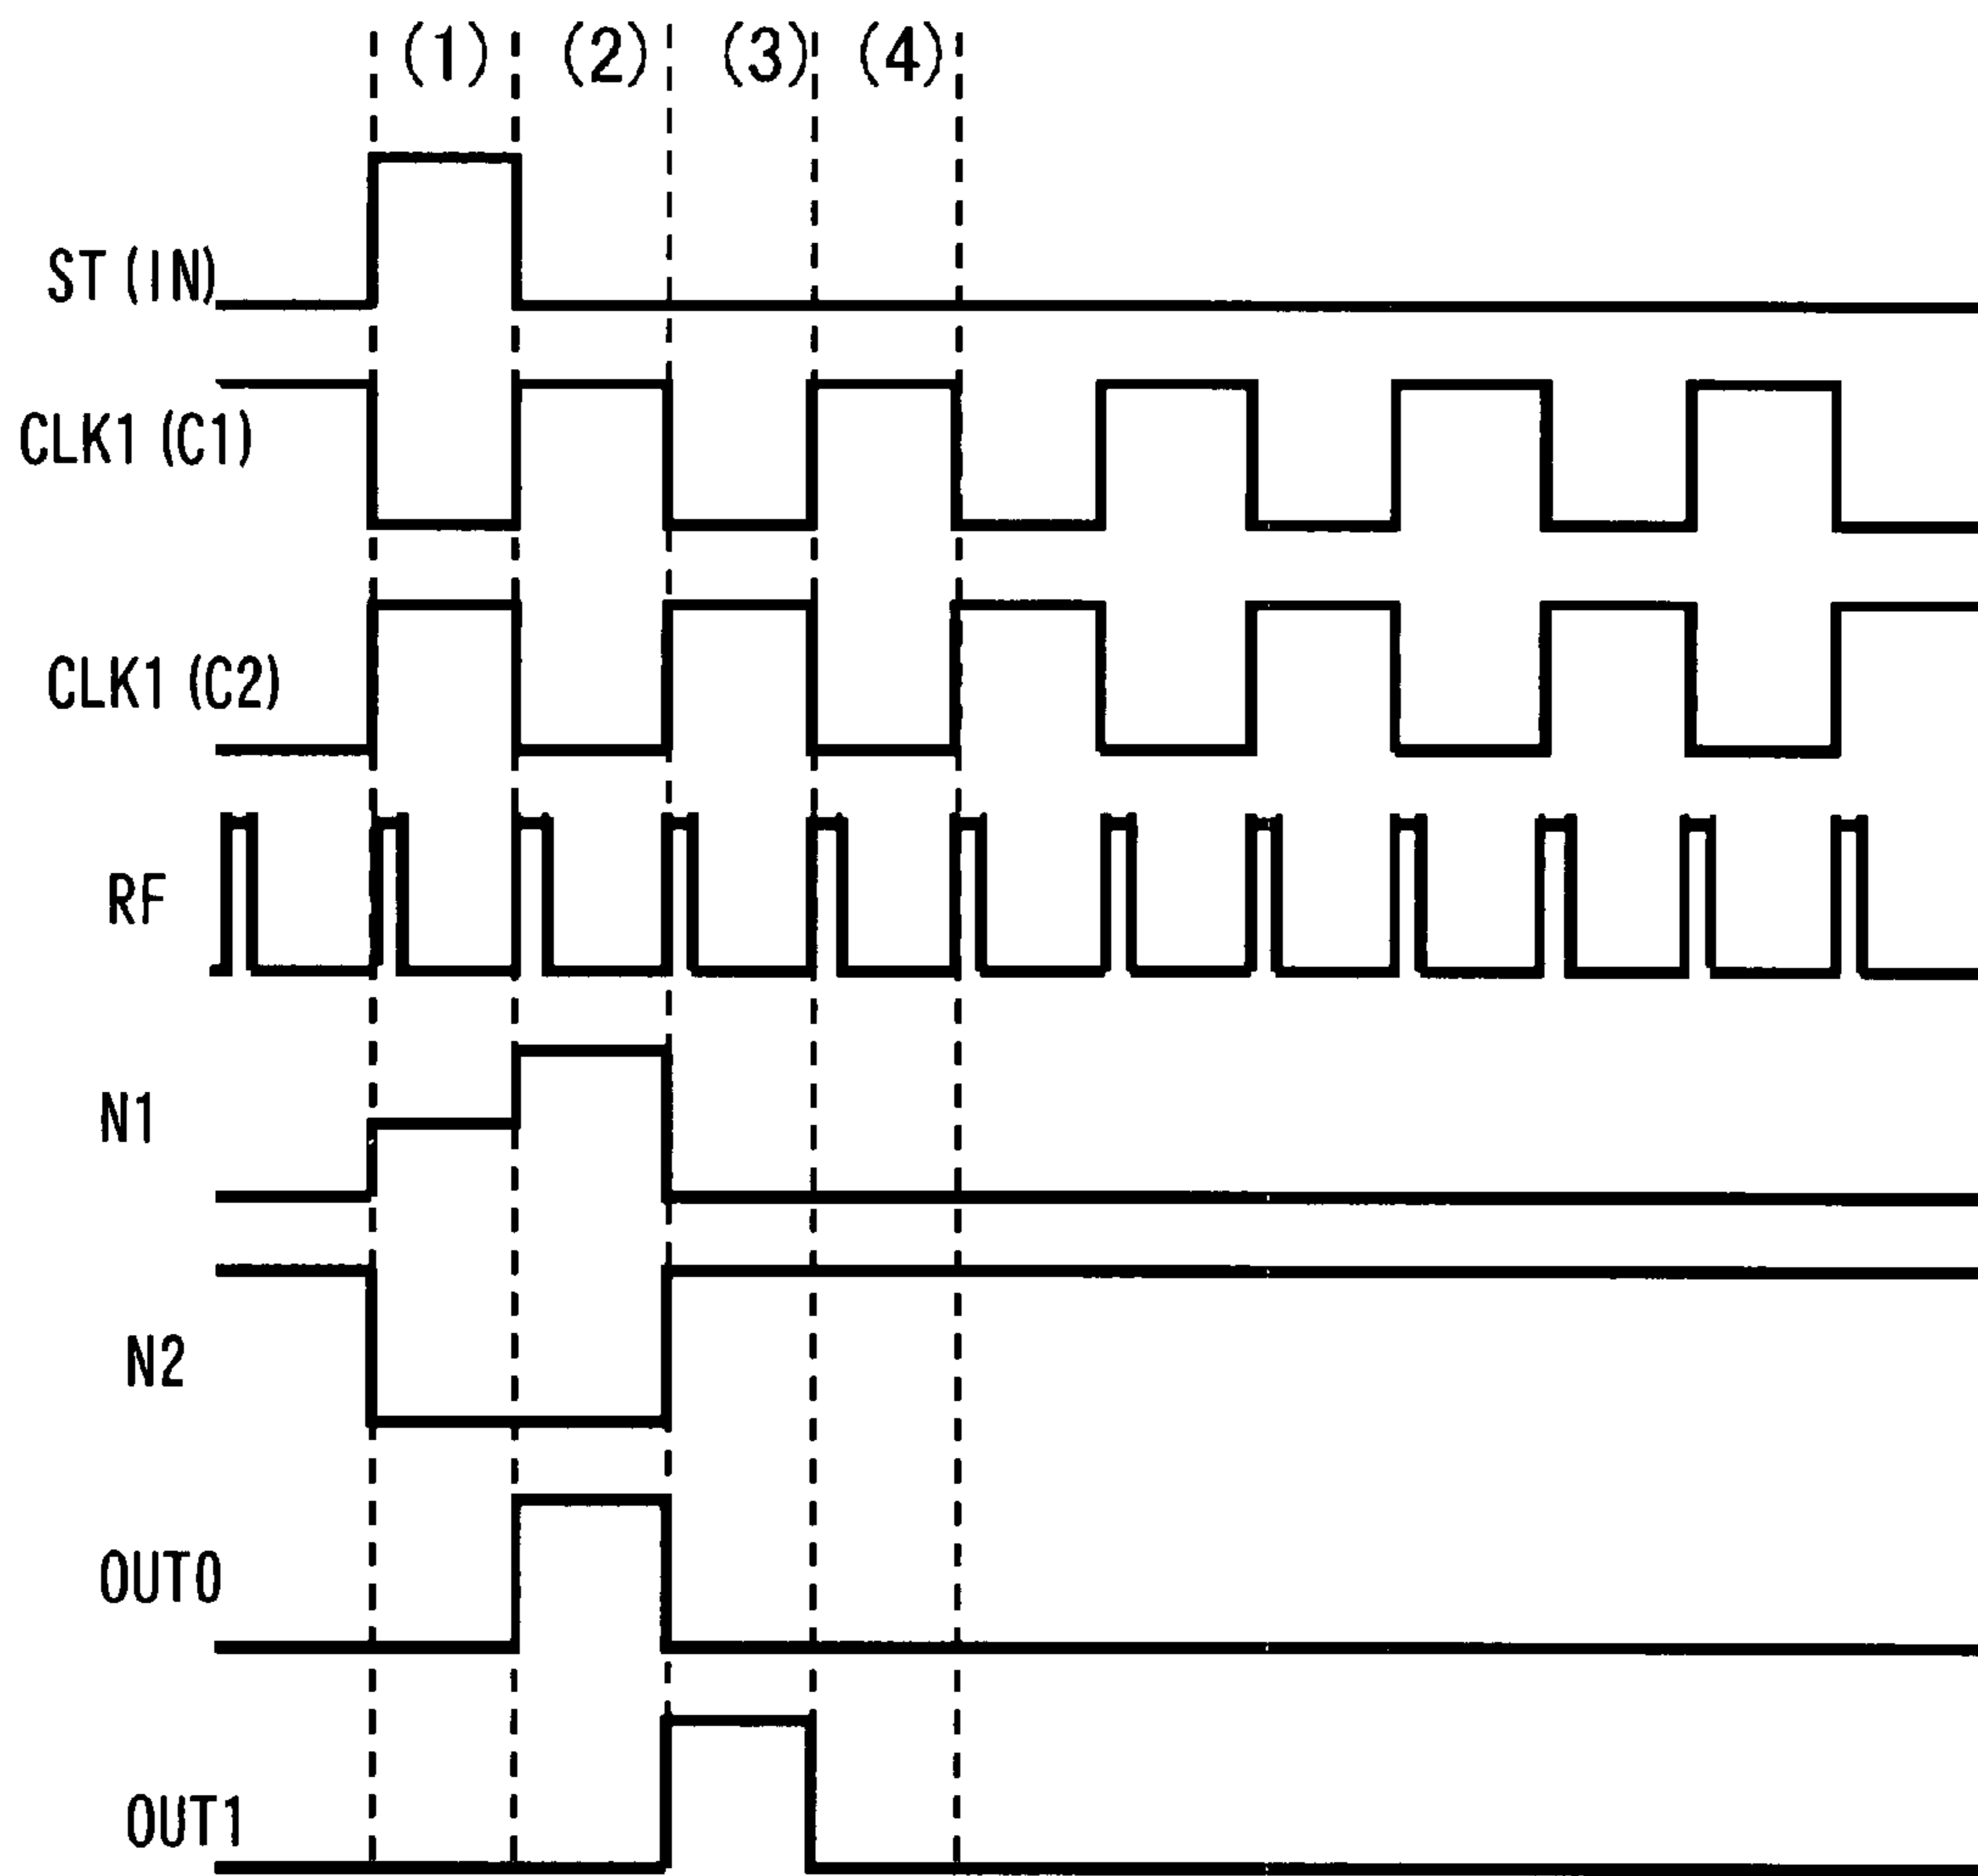 (1) (2) (3) (4)
ST(IN)
CLK1(C1)
CLK1(C2)
RF
N1
N2
OUT0
OUT1